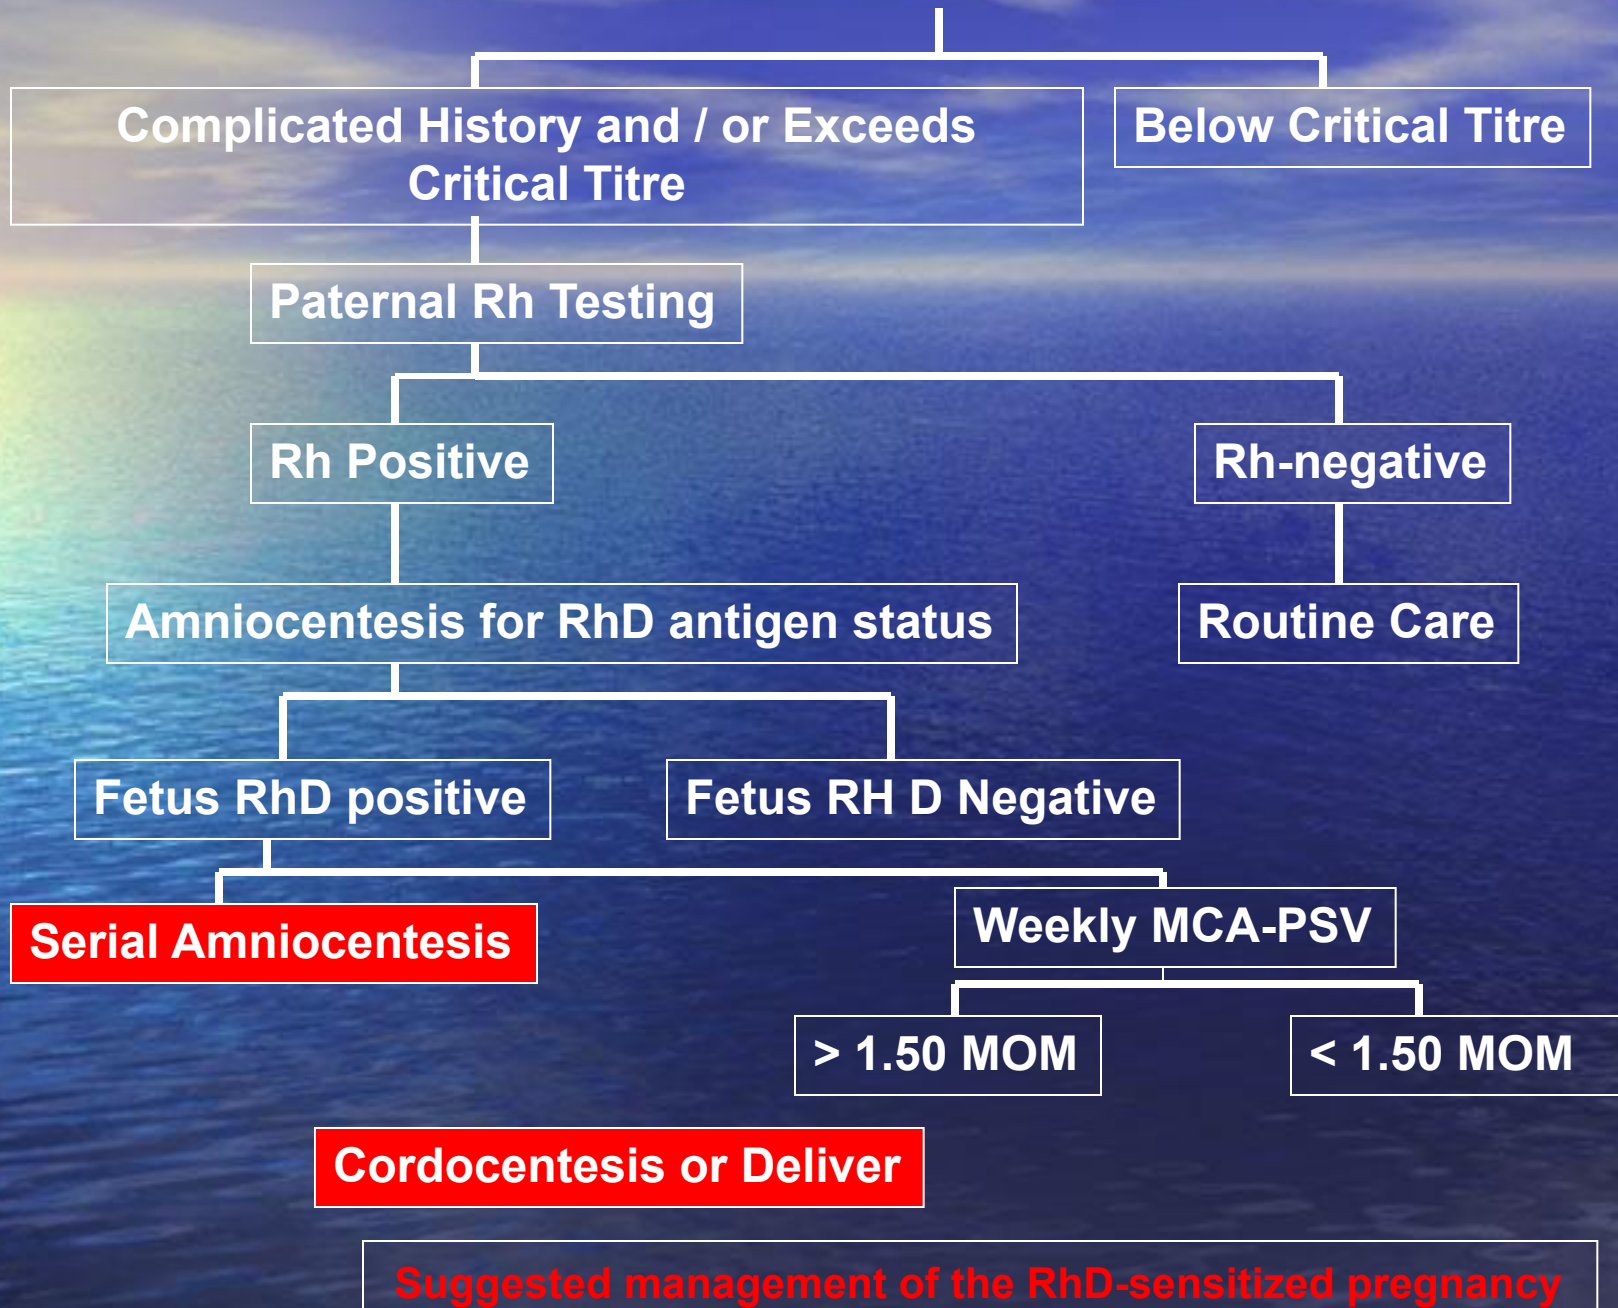 Complicated History and / or Exceeds
Critical Titre
Below Critical Titre
Paternal Rh Testing
Rh Positive
Rh-negative
Amniocentesis for RhD antigen status
Routine Care
Fetus RhD positive
Fetus RH D Negative
Serial Amniocentesis
Weekly MCA-PSV
> 1.50 MOM
< 1.50 MOM
Cordocentesis or Deliver
Suggested management of the RhD-sensitized pregnancy